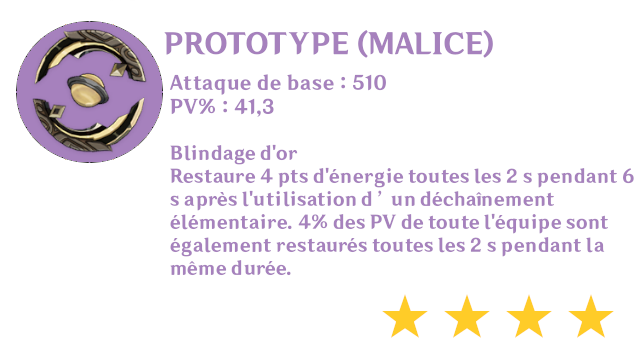 PROTOTYPE (MALICE)
Attaque de base : 510
PV% : 41,3
Blindage d'or
Restaure 4 pts d'énergie toutes les 2 s pendant 6
s après l'utilisation d ’ un déchaînement
élémentaire. 4% des PV de toute l'équipe sont
également restaurés toutes les 2 s pendant la
même durée.